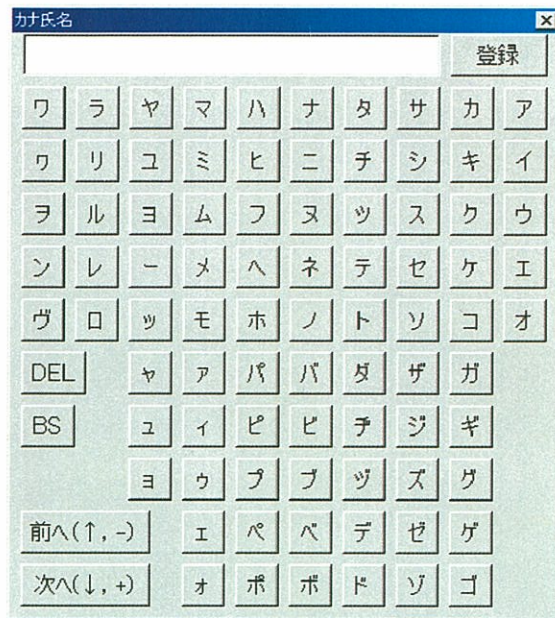 カナ氏名
登録
ワ ラ ヤ マ ハ ナ タ サ カ ア
ヮ リ ユ ミ ヒ ニ チ シ キ イ
ヲ ル ヨ ム フ ヌ ツ ス ク ウ
ン レ ー メ ヘ ネ テ セ ケ エ
ヴ ロ ッ モ ホ ノ ト ソ コ オ
DEL ャ ァ パ バ ダ ザ ガ
BS ュ ィ ピ ビ ヂ ジ ギ
ョ ゥ プ ブ ヅ ズ グ
前へ(↑, -) ェ ペ ベ デ ゼ ゲ
次へ(↓, +) ォ ポ ボ ド ゾ ゴ